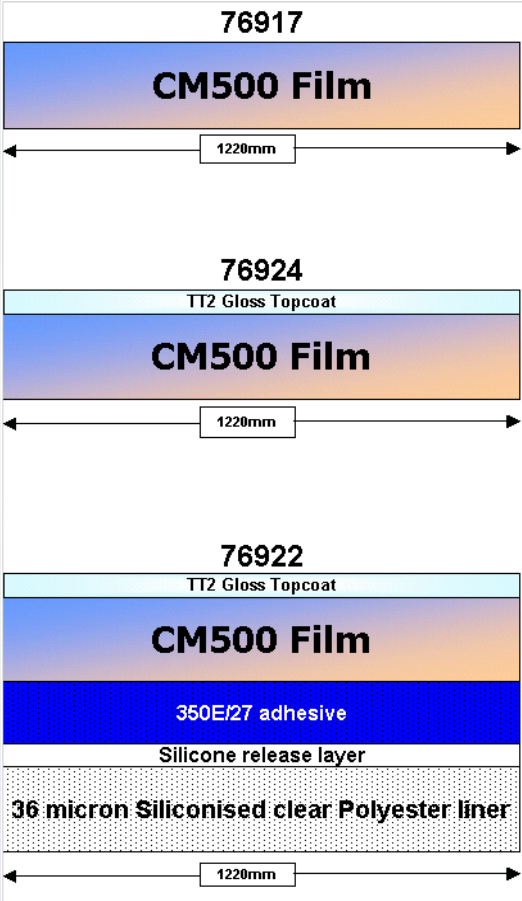 76917
CM500 Film
1220mm
76924
TT2 Gloss Topcoat
CM500 Film
1220mm
76922
TT2 Gloss Topcoat
CM500 Film
350E/27 adhesive
Silicone release layer
36 micron Siliconised clear Polyester liner
1220mm